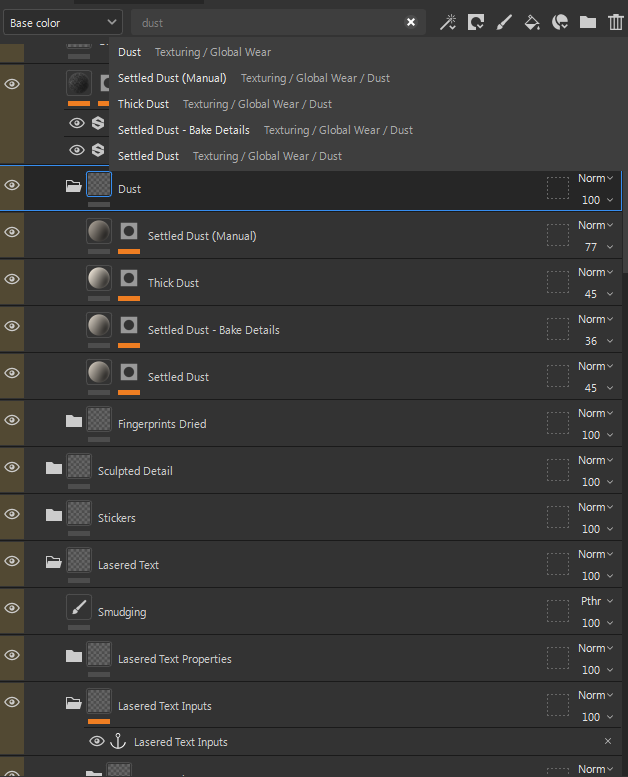 Base color
dust
Dust Texturing / Global Wear
Settled Dust (Manual) Texturing / Global Wear / Dust
Thick Dust Texturing / Global Wear / Dust
Settled Dust - Bake Details Texturing / Global Wear / Dust
Settled Dust Texturing / Global Wear / Dust
Dust Norm
100
Settled Dust (Manual) Norm
77
Thick Dust Norm
45
Settled Dust - Bake Details Norm
36
Settled Dust Norm
45
Fingerprints Dried Norm
100
Sculpted Detail Norm
100
Stickers Norm
100
Lasered Text Norm
100
Smudging Pthr
100
Lasered Text Properties Norm
100
Lasered Text Inputs Norm
100
Lasered Text Inputs
Norm